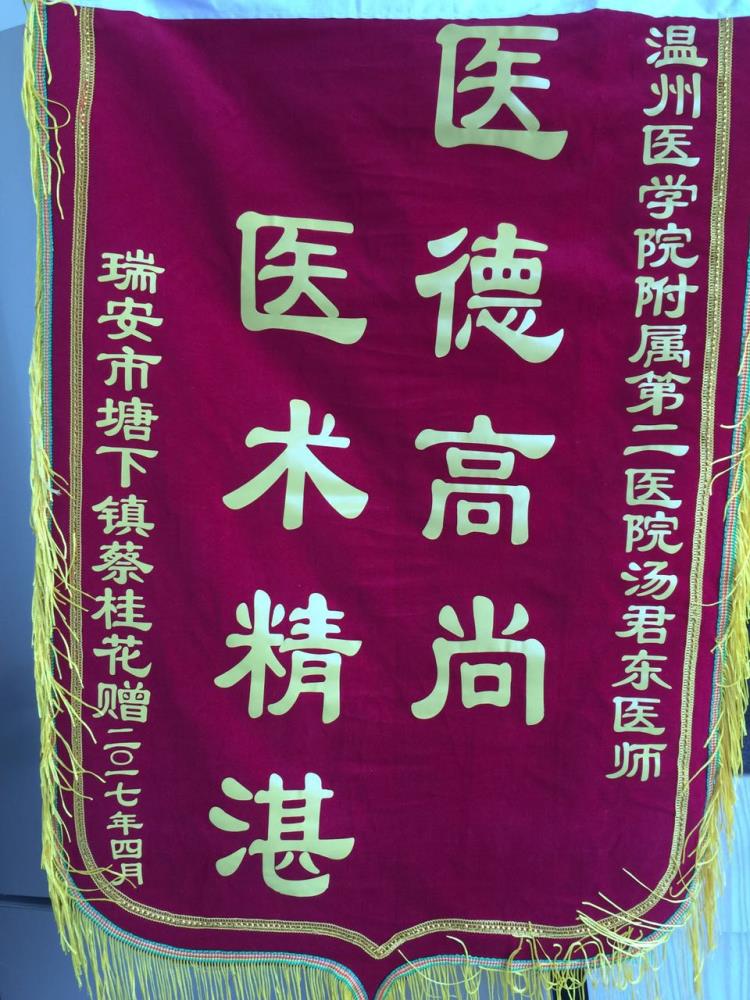 温州医学院附属第二医院汤君东医师
医德高尚
医术精湛
瑞安市塘下镇蔡桂花赠二〇一七年四月